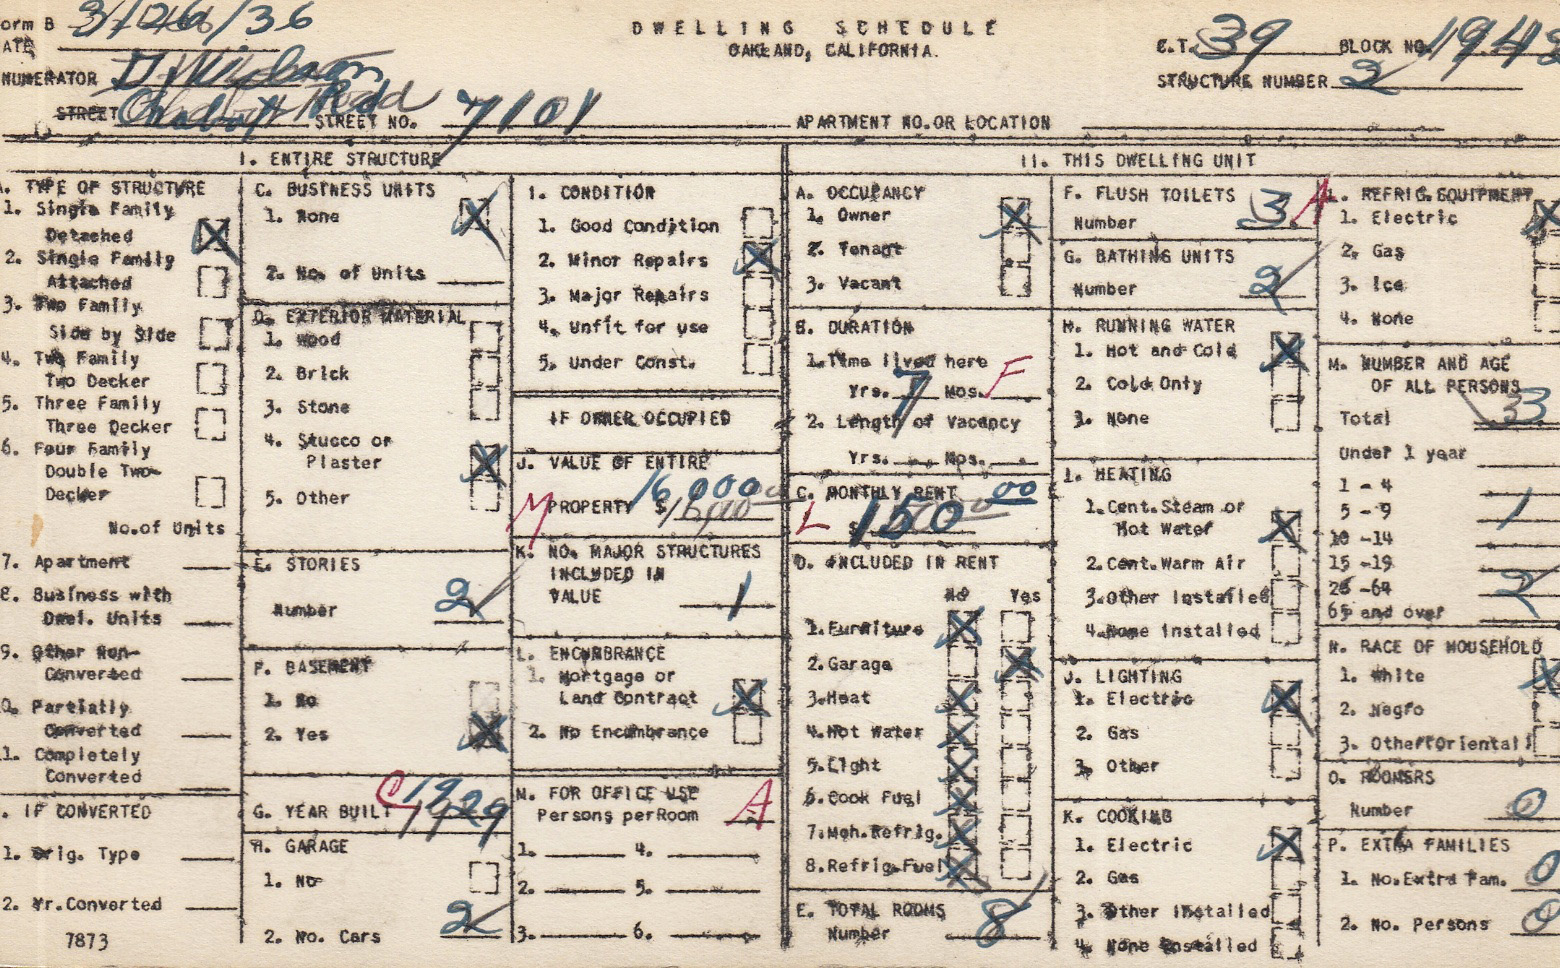 orm B 3/26/36
DWELLING SCHEDULE
OAKLAND, CALIFORNIA.
ATE
C.T. 39 BLOCK NO. 194
NUMERATOR
STRUCTURE NUMBER 2
STREET Chabot Road STREET NO. 7101 APARTMENT NO. OR LOCATION
I. ENTIRE STRUCTURE
A. TYPE OF STRUCTURE
1. Single Family
Detached X
2. Single Family
Attached
3. Two Family
Side by Side
4. Two Family
Two Decker
5. Three Family
Three Decker
6. Four Family
Double Two-
Decker
No.of Units
7. Apartment
8. Business with
Dwel. Units
9. Other Non-
Converted
0. Partially
Converted
1. Completely
Converted
. IF CONVERTED
1. Orig. Type
2. Yr.Converted
7873
C. BUSINESS UNITS
1. None X
2. No. of Units
D. EXTERIOR MATERIAL
1. Wood
2. Brick
3. Stone
4. Stucco or
Plaster X
5. Other
E. STORIES
Number 2
F. BASEMENT
1. No
2. Yes X
G. YEAR BUILT C 1929
H. GARAGE
1. No
2. No. Cars 2
I. CONDITION
1. Good Condition
2. Minor Repairs X
3. Major Repairs
4. Unfit for use
5. Under Const.
IF OWNER OCCUPIED
J. VALUE OF ENTIRE
M PROPERTY $ 16000
K. NO. MAJOR STRUCTURES
INCLUDED IN
VALUE 1
L. ENCUMBRANCE
1. Mortgage or
Land Contract X
2. No Encumbrance
M. FOR OFFICE USE
Persons per Room A
1. 4.
2. 5.
3. 6.
II. THIS DWELLING UNIT
A. OCCUPANCY
1. Owner X
2. Tenant
3. Vacant
B. DURATION
1. Time lived here
Yrs. 7 Mos. F
2. Length of Vacancy
Yrs. Mos.
C. MONTHLY RENT
L $ 150 00
D. INCLUDED IN RENT
No Yes
1. Furniture X
2. Garage X
3. Heat X
4. Hot Water X
5. Light X
6. Cook Fuel X
7. Meh.Refrig. X
8. Refrig.Fuel X
E. TOTAL ROOMS
Number 8
F. FLUSH TOILETS
Number 3 A
G. BATHING UNITS
Number 2
H. RUNNING WATER
1. Hot and Cold X
2. Cold Only
3. None
I. HEATING
1. Cent.Steam or
Hot Water X
2. Cent.Warm Air
3. Other Installed
4. None Installed
J. LIGHTING
1. Electric X
2. Gas
3. Other
K. COOKING
1. Electric X
2. Gas
3. Other Installed
4. None Installed
L. REFRIG.EQUIPMENT
1. Electric X
2. Gas
3. Ice
4. None
M. NUMBER AND AGE
OF ALL PERSONS
Total 3
Under 1 year
1 - 4
5 - 9 1
10 -14
15 -19
20 -64 2
65 and over
N. RACE OF HOUSEHOLD
1. White X
2. Negro
3. Other(Oriental)
O. ROOMERS
Number 0
P. EXTRA FAMILIES
1. No.Extra Fam. 0
2. No. Persons 0